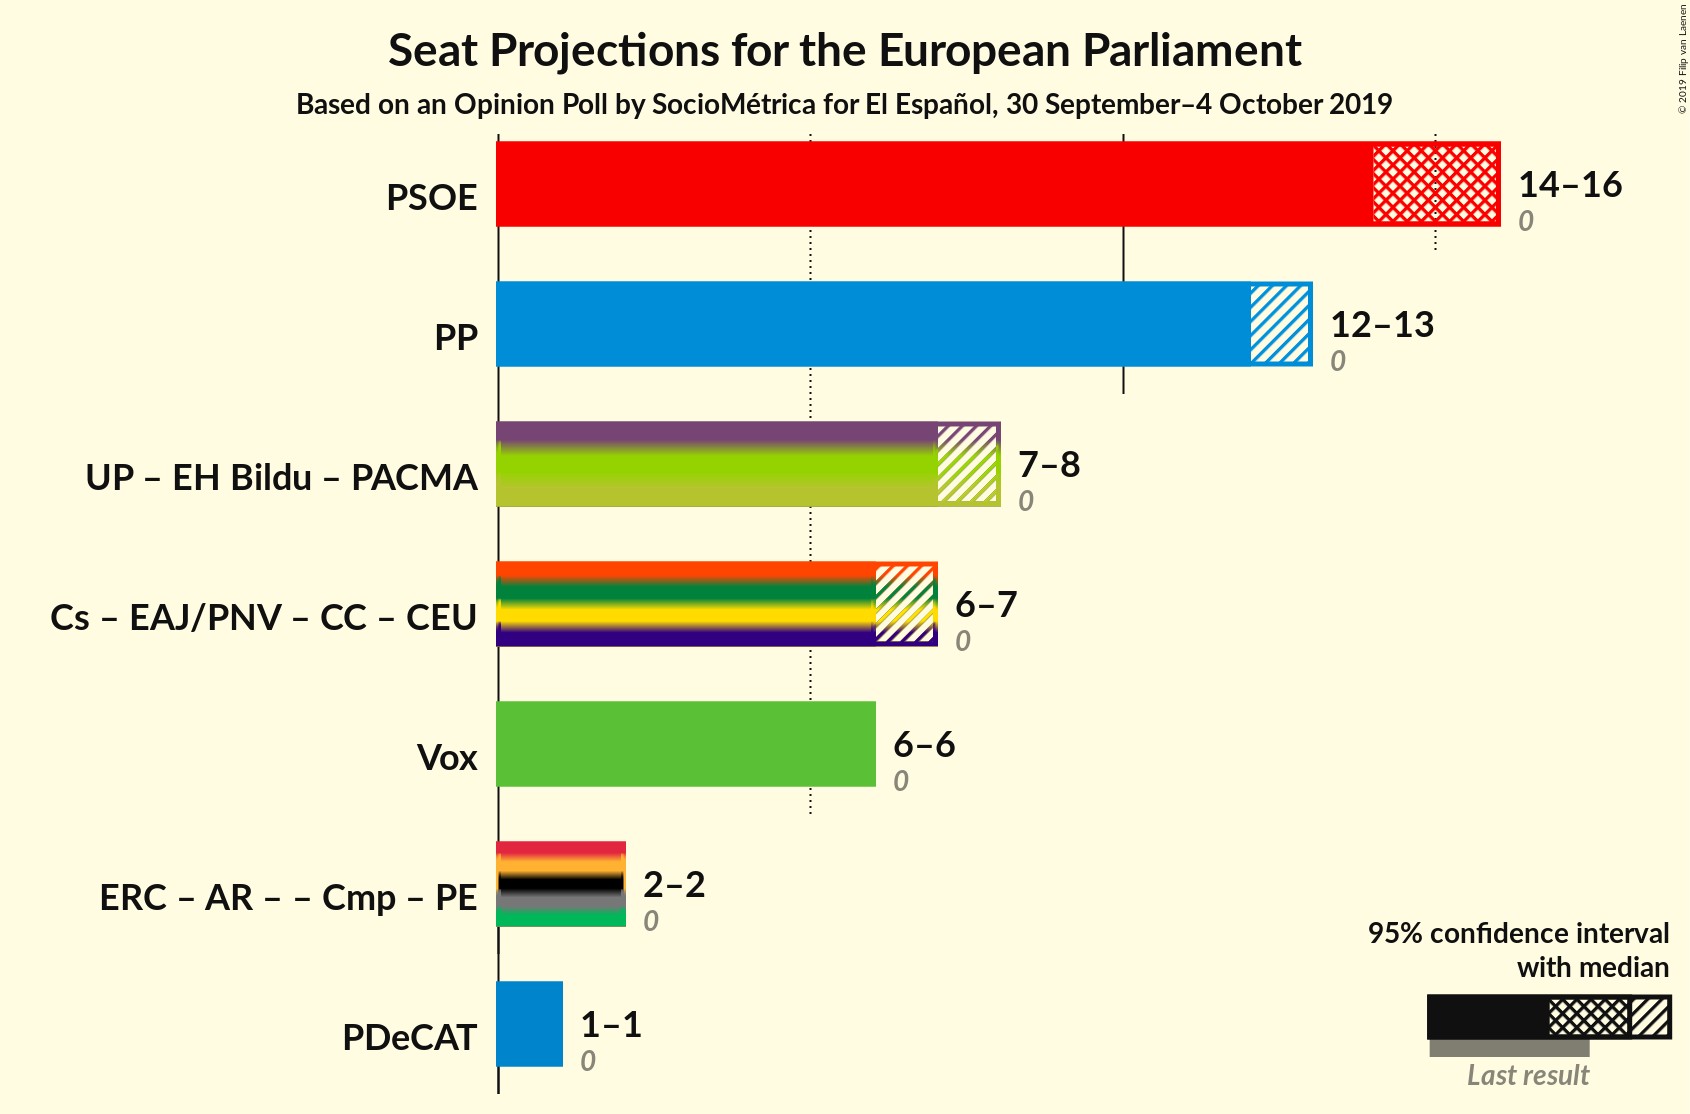 Seat Projections for the European Parliament
Based on an Opinion Poll by SocioMétrica for El Español, 30 September–4 October 2019
© 2019 Filip van Laenen
PSOE
14–16
0
PP
12–13
0
UP – EH Bildu – PACMA
7–8
0
Cs – EAJ/PNV – CC – CEU
6–7
0
Vox
6–6
0
ERC – AR – – Cmp – PE
2–2
0
PDeCAT
1–1
0
95% confidence interval
with median
Last result